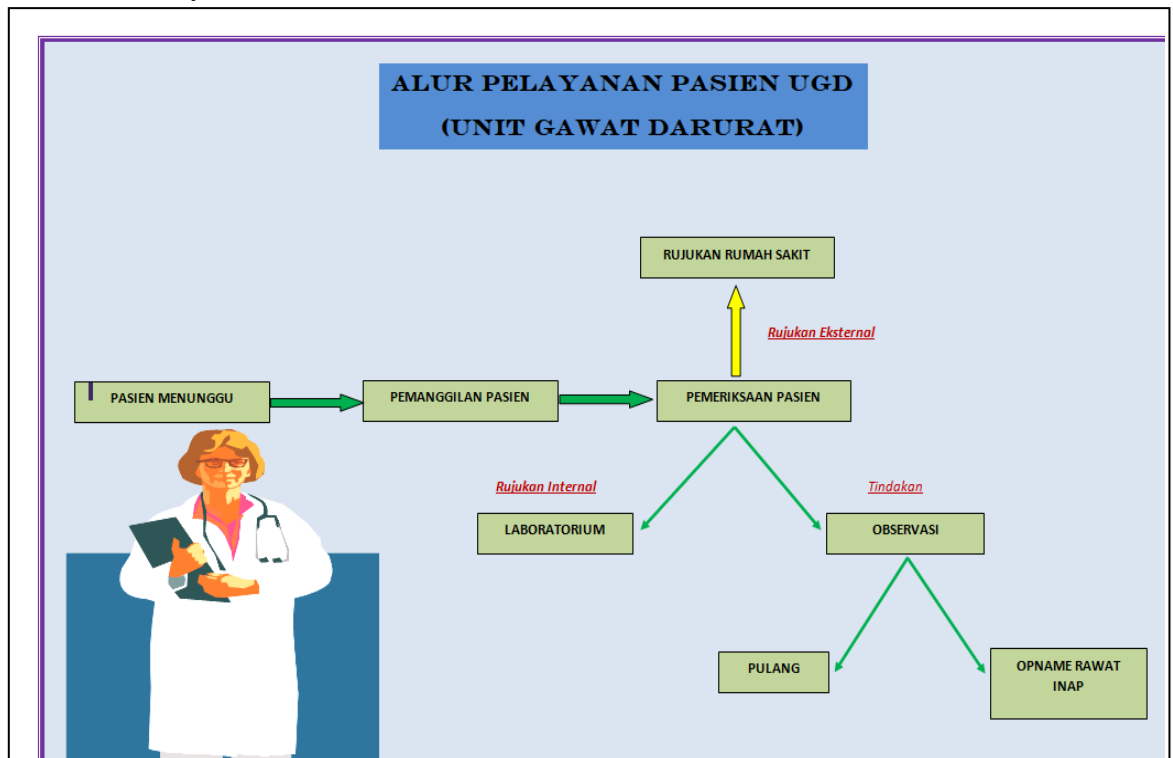 ALUR PELAYANAN PASIEN UGD
(UNIT GAWAT DARURAT)
RUJUKAN RUMAH SAKIT
Rujukan Eksternal
PASIEN MENUNGGU
PEMANGGILAN PASIEN
PEMERIKSAAN PASIEN
Rujukan Internal
Tindakan
LABORATORIUM
OBSERVASI
PULANG
OPNAME RAWAT
INAP